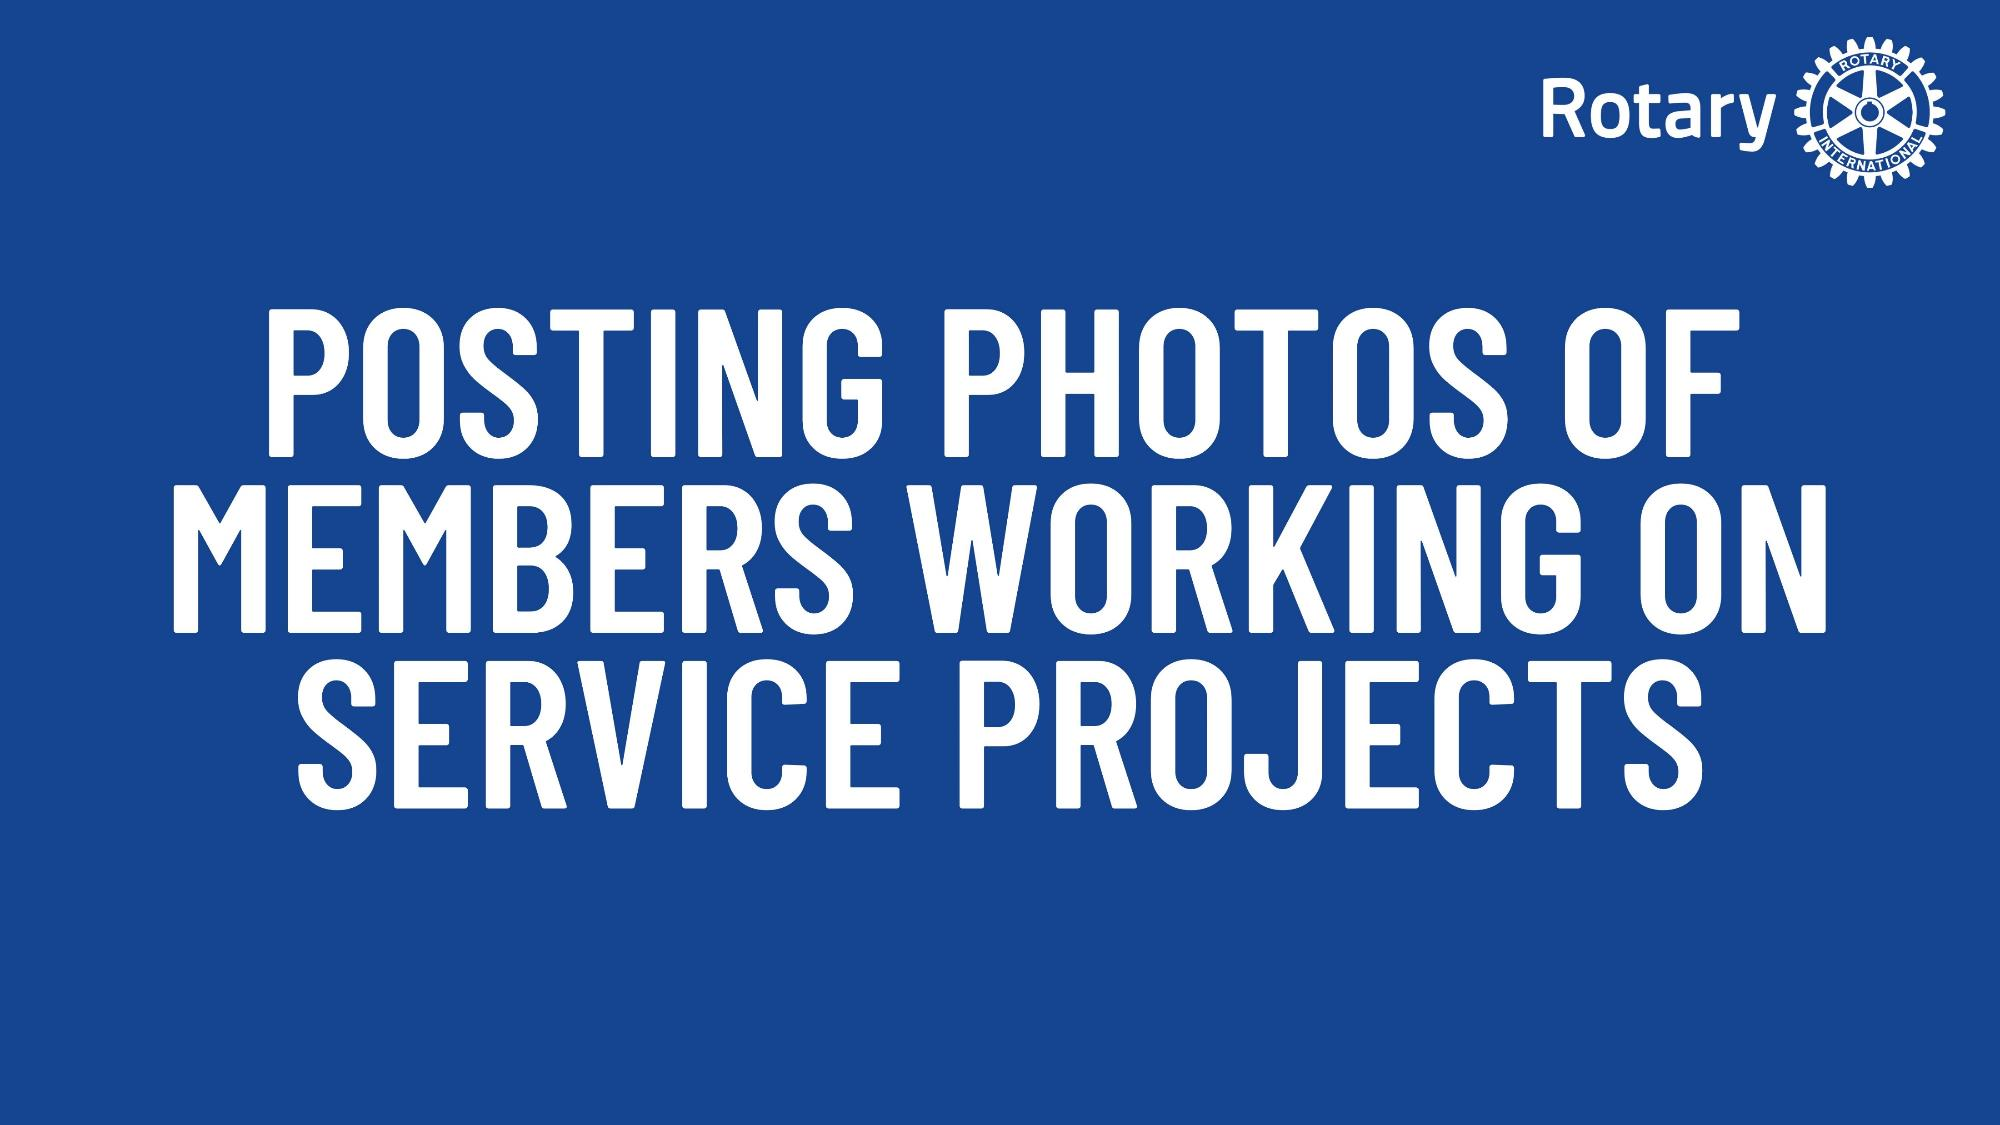 Rotary
ROTARY
INTERNATIONAL
POSTING PHOTOS OF
MEMBERS WORKING ON
SERVICE PROJECTS